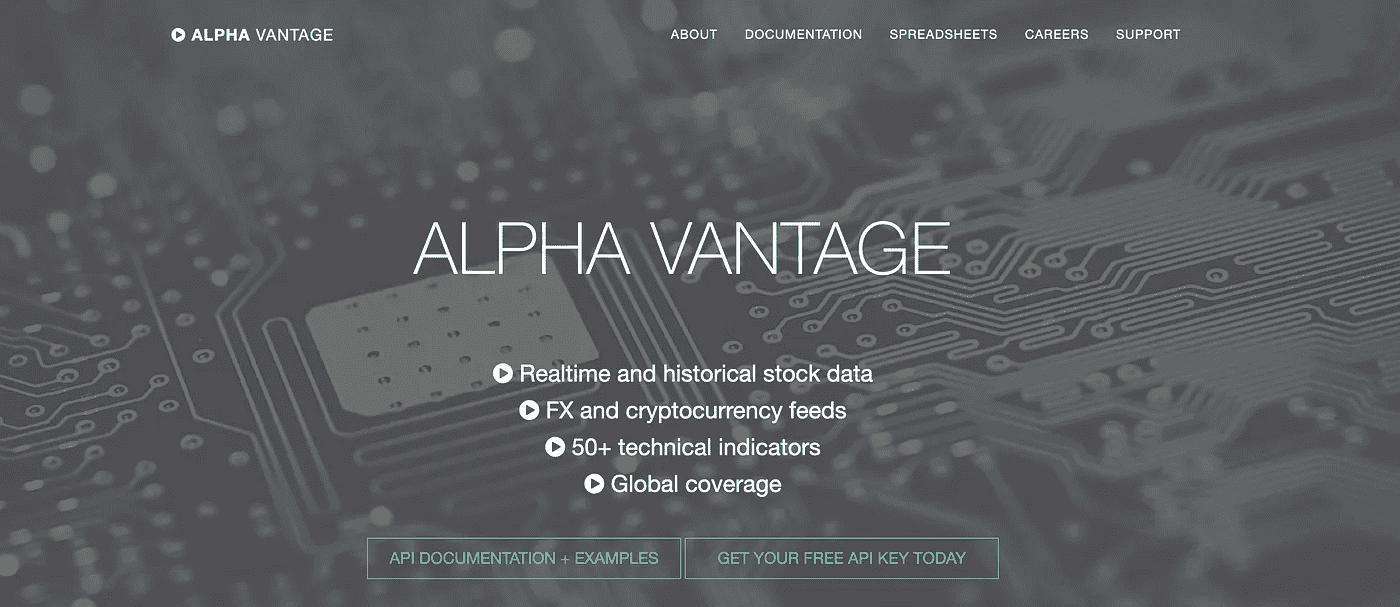 ALPHA VANTAGE
ABOUT DOCUMENTATION SPREADSHEETS CAREERS SUPPORT
ALPHA VANTAGE
Realtime and historical stock data
FX and cryptocurrency feeds
50+ technical indicators
Global coverage
API DOCUMENTATION + EXAMPLES
GET YOUR FREE API KEY TODAY